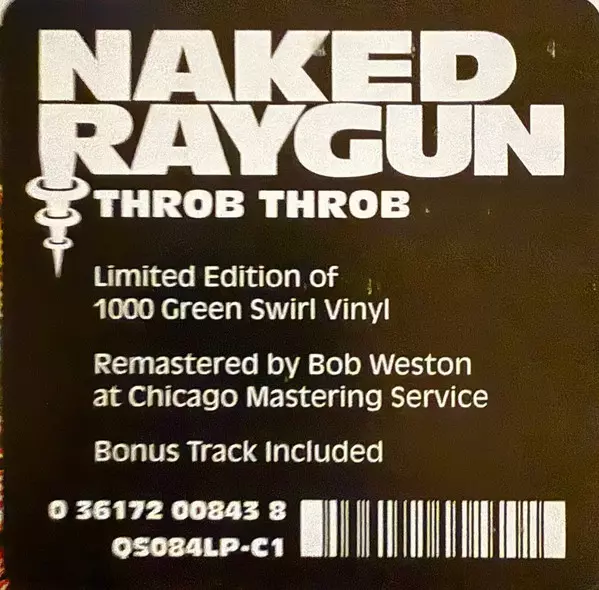 NAKED
RAYGUN
THROB THROB
Limited Edition of
1000 Green Swirl Vinyl
Remastered by Bob Weston
at Chicago Mastering Service
Bonus Track Included
0 36172 00843 8
QS084LP-C1